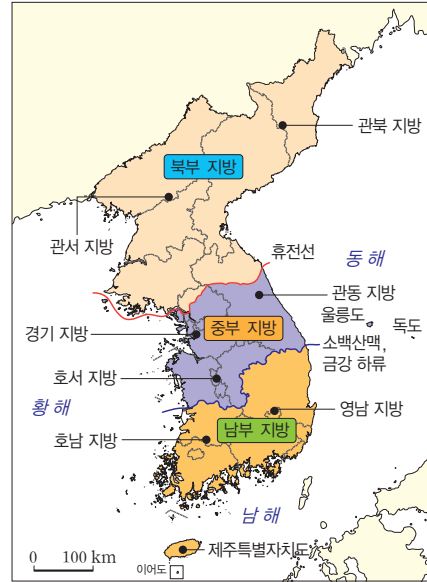 관북 지방
북부 지방
관서 지방
휴전선
동 해
관동 지방
울릉도
독도
경기 지방
중부 지방
소백산맥,
금강 하류
호서 지방
황 해
영남 지방
호남 지방
남부 지방
남 해
제주특별자치도
이어도
0 100 km